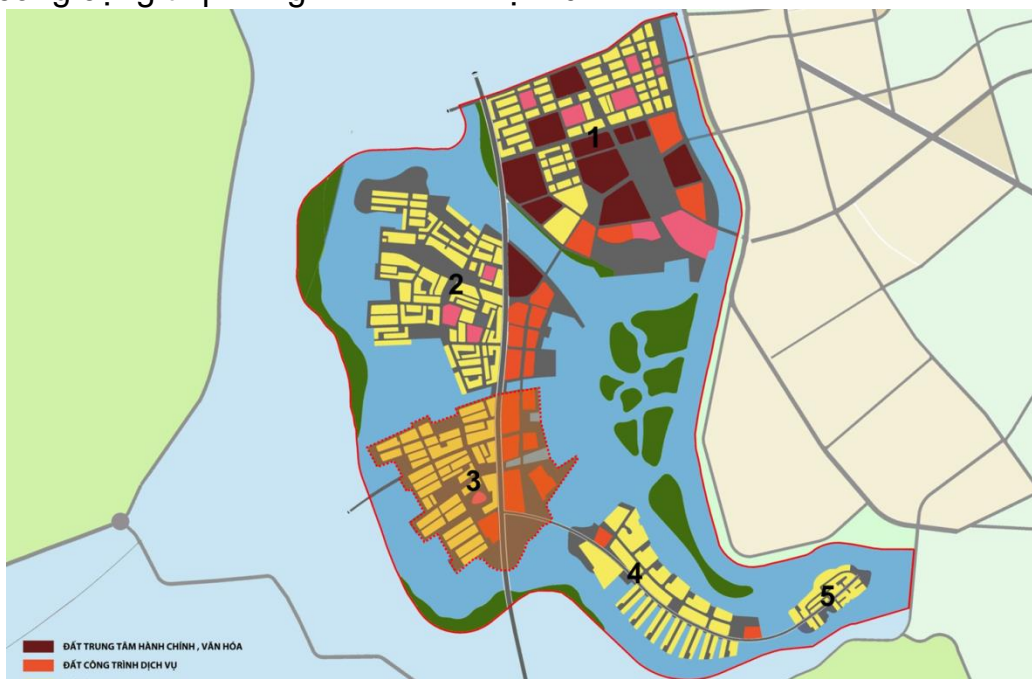 1
2
3
4
5
ĐẤT TRUNG TÂM HÀNH CHÍNH , VĂN HÓA
ĐẤT CÔNG TRÌNH DỊCH VỤ